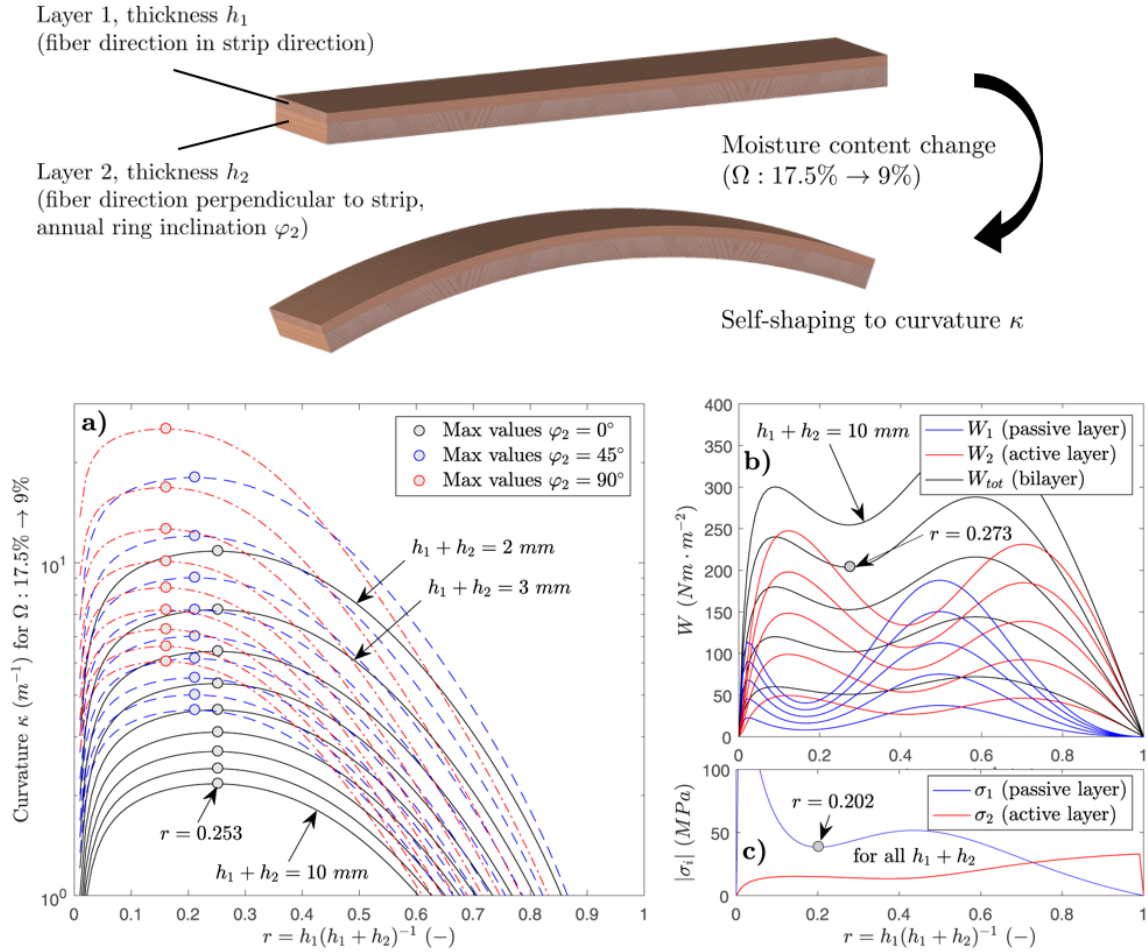 Layer 1, thickness h₁
(fiber direction in strip direction)
Layer 2, thickness h₂
(fiber direction perpendicular to strip,
annual ring inclination φ₂)
Moisture content change
(Ω : 17.5% → 9%)
Self-shaping to curvature κ
a)
Max values φ₂ = 0°
Max values φ₂ = 45°
Max values φ₂ = 90°
h₁ + h₂ = 2 mm
h₁ + h₂ = 3 mm
r = 0.253
h₁ + h₂ = 10 mm
Curvature κ (m⁻¹) for Ω : 17.5% → 9%
10¹
10⁰
0 0.1 0.2 0.3 0.4 0.5 0.6 0.7 0.8 0.9 1
r = h₁(h₁ + h₂)⁻¹ (−)
b)
h₁ + h₂ = 10 mm
W₁ (passive layer)
W₂ (active layer)
Wtot (bilayer)
r = 0.273
W (Nm · m⁻²)
400
350
300
250
200
150
100
50
0
0 0.2 0.4 0.6 0.8 1
c)
r = 0.202
σ₁ (passive layer)
σ₂ (active layer)
for all h₁ + h₂
|σᵢ| (MPa)
100
50
0
0 0.2 0.4 0.6 0.8 1
r = h₁(h₁ + h₂)⁻¹ (−)